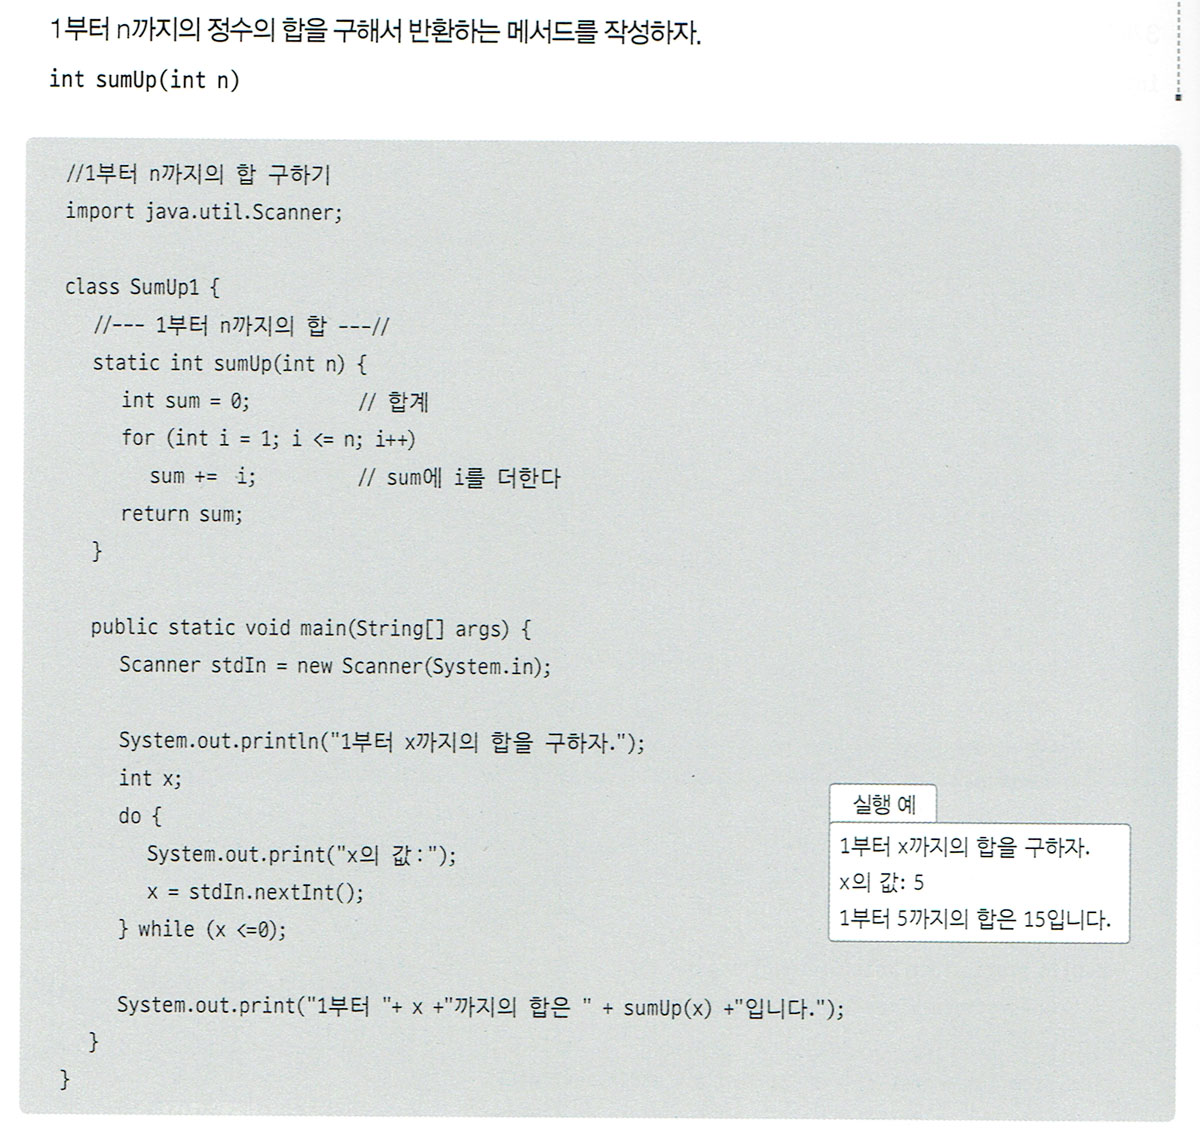 1부터 n까지의 정수의 합을 구해서 반환하는 메서드를 작성하자.
int sumUp(int n)
//1부터 n까지의 합 구하기
import java.util.Scanner;
class SumUp1 {
//--- 1부터 n까지의 합 ---//
static int sumUp(int n) {
int sum = 0; // 합계
for (int i = 1; i <= n; i++)
sum += i; // sum에 i를 더한다
return sum;
}
public static void main(String[] args) {
Scanner stdIn = new Scanner(System.in);
System.out.println("1부터 x까지의 합을 구하자.");
int x;
do {
System.out.print("x의 값:");
x = stdIn.nextInt();
} while (x <=0);
System.out.print("1부터 "+ x +"까지의 합은 " + sumUp(x) +"입니다.");
}
}
실행 예
1부터 x까지의 합을 구하자.
x의 값: 5
1부터 5까지의 합은 15입니다.